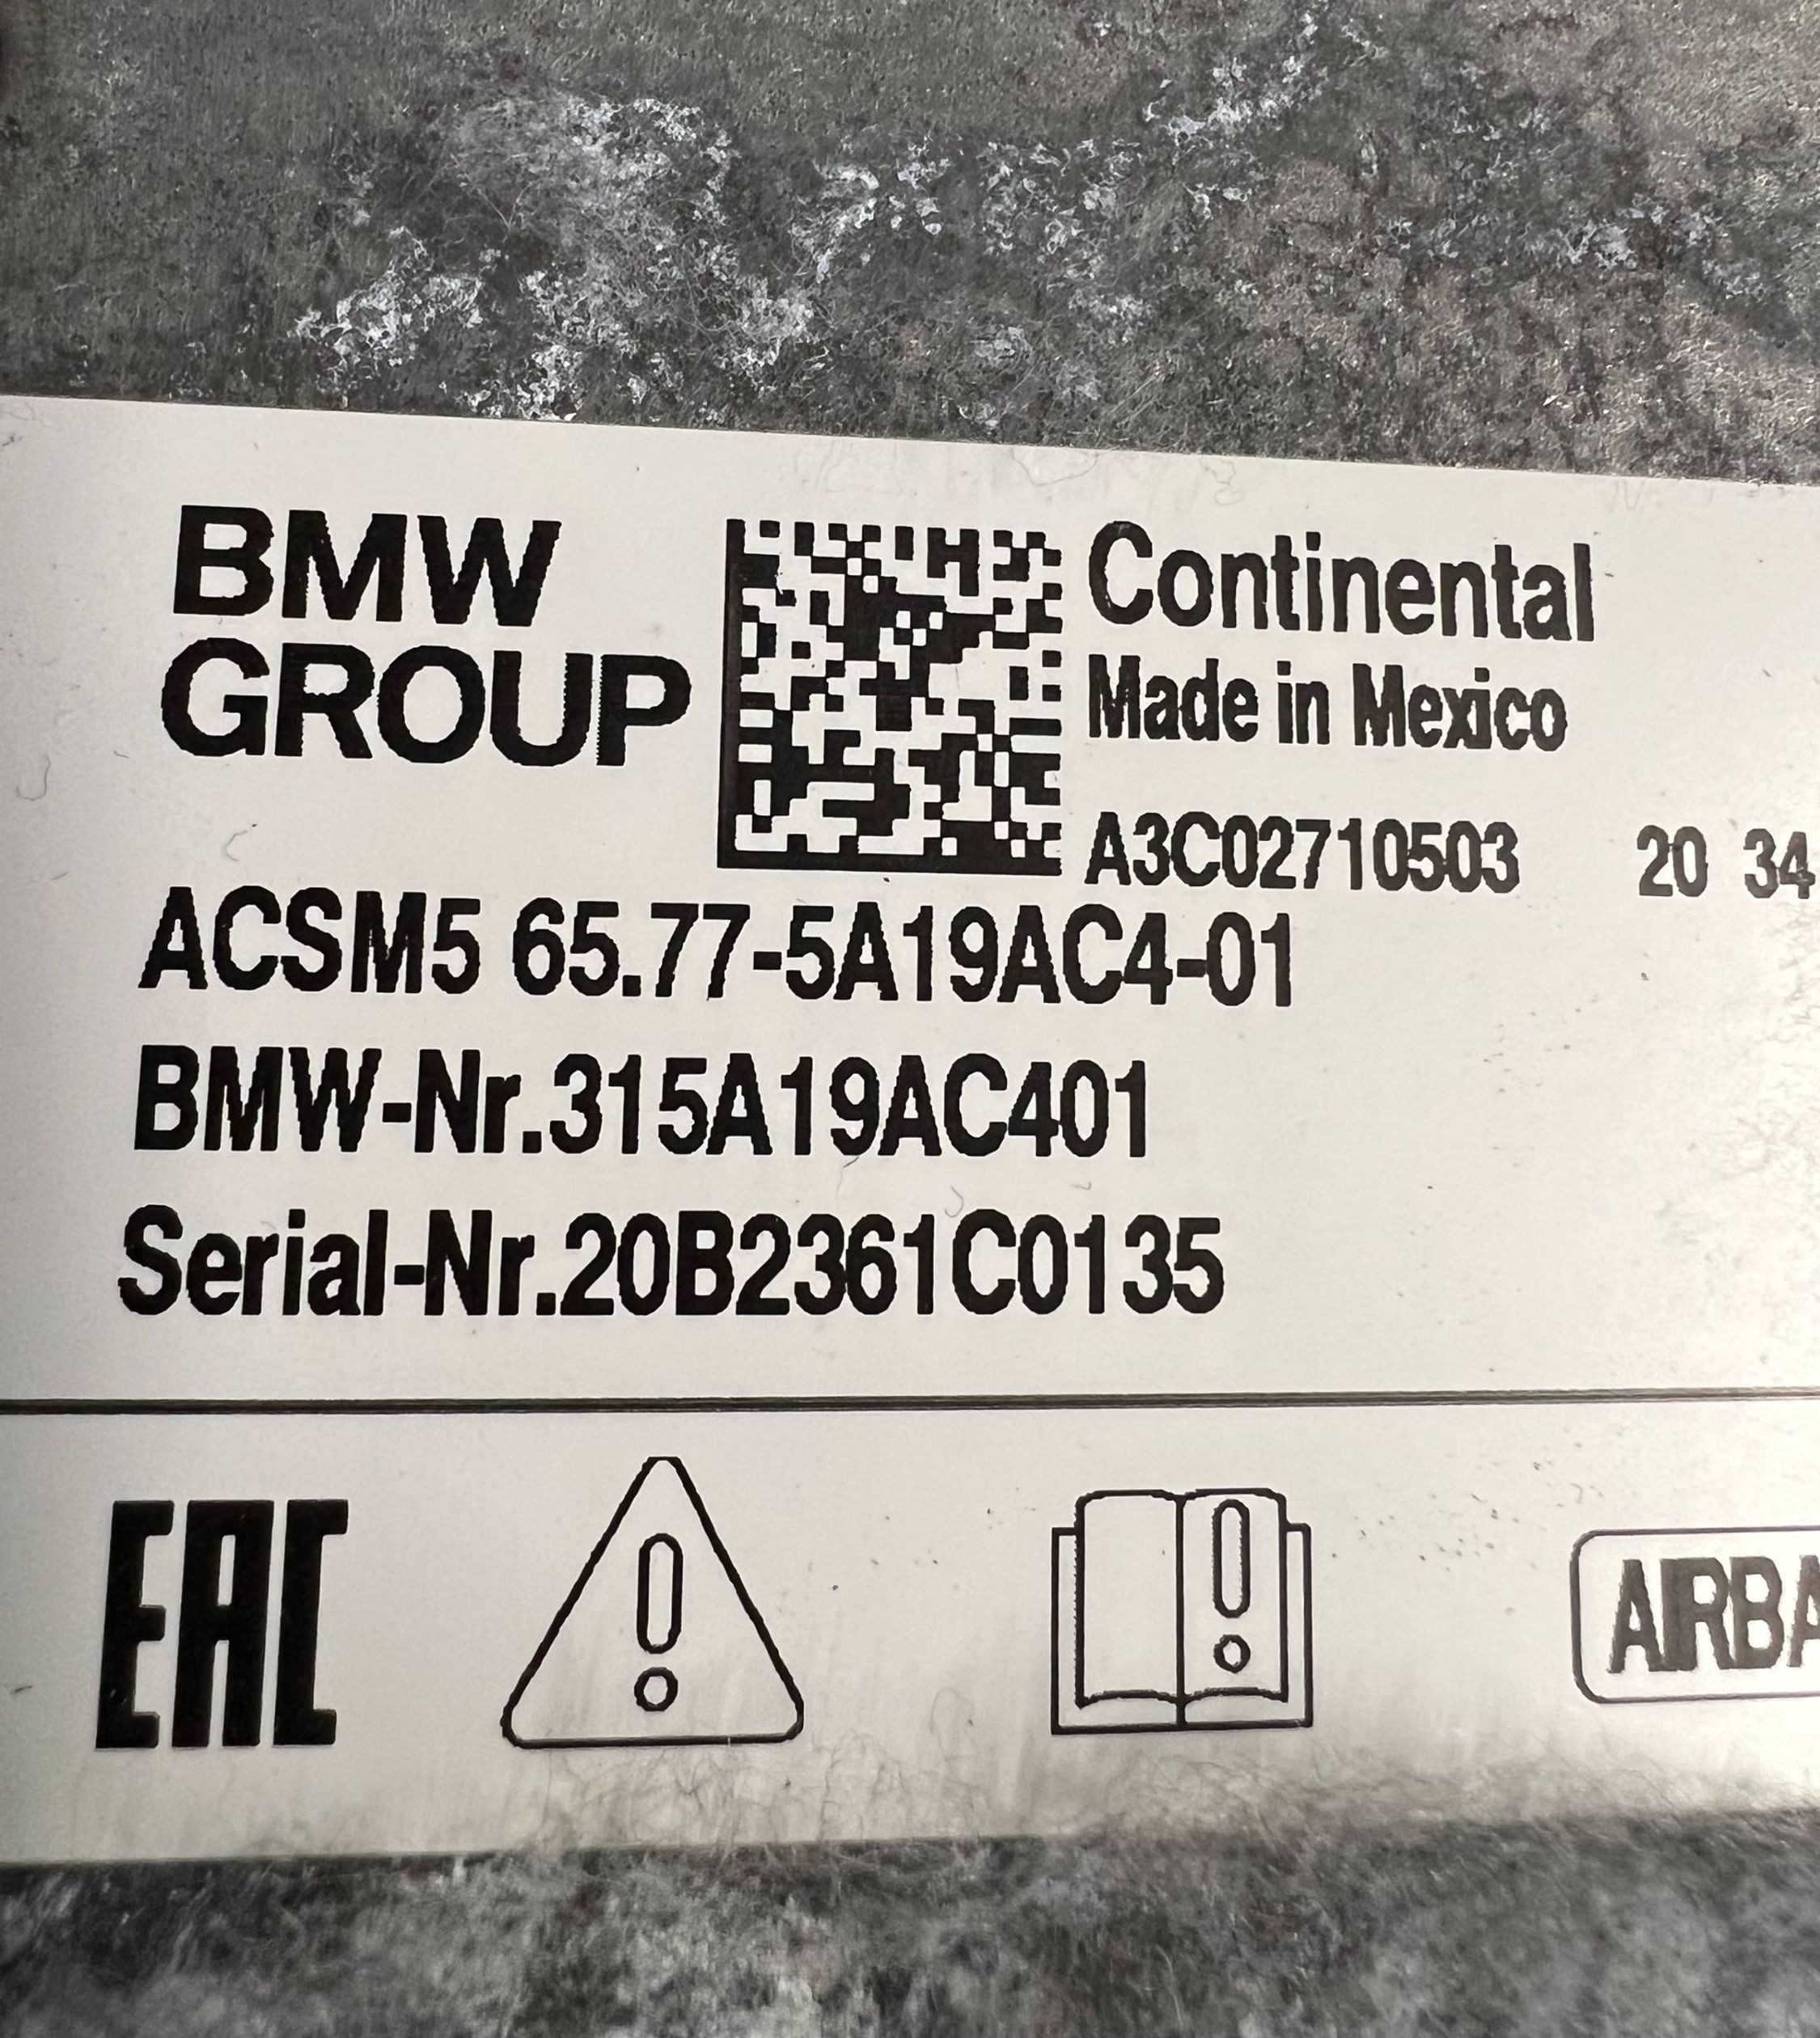 BMW
GROUP
Continental
Made in Mexico
A3C02710503 20 34
ACSM5 65.77-5A19AC4-01
BMW-Nr.315A19AC401
Serial-Nr.20B2361C0135
EAC
AIRBA